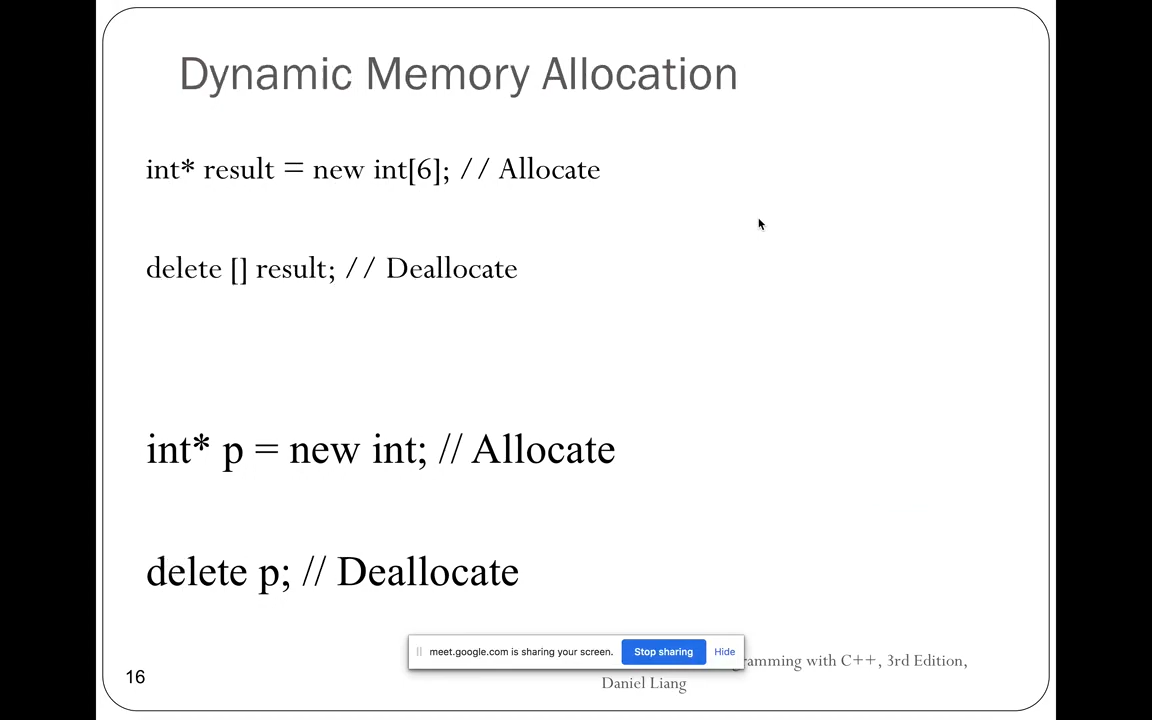 Dynamic Memory Allocation
int* result = new int[6]; // Allocate
delete [] result; // Deallocate
int* p = new int; // Allocate
delete p; // Deallocate
meet.google.com is sharing your screen. Stop sharing Hide
with C++, 3rd Edition,
16
Daniel Liang